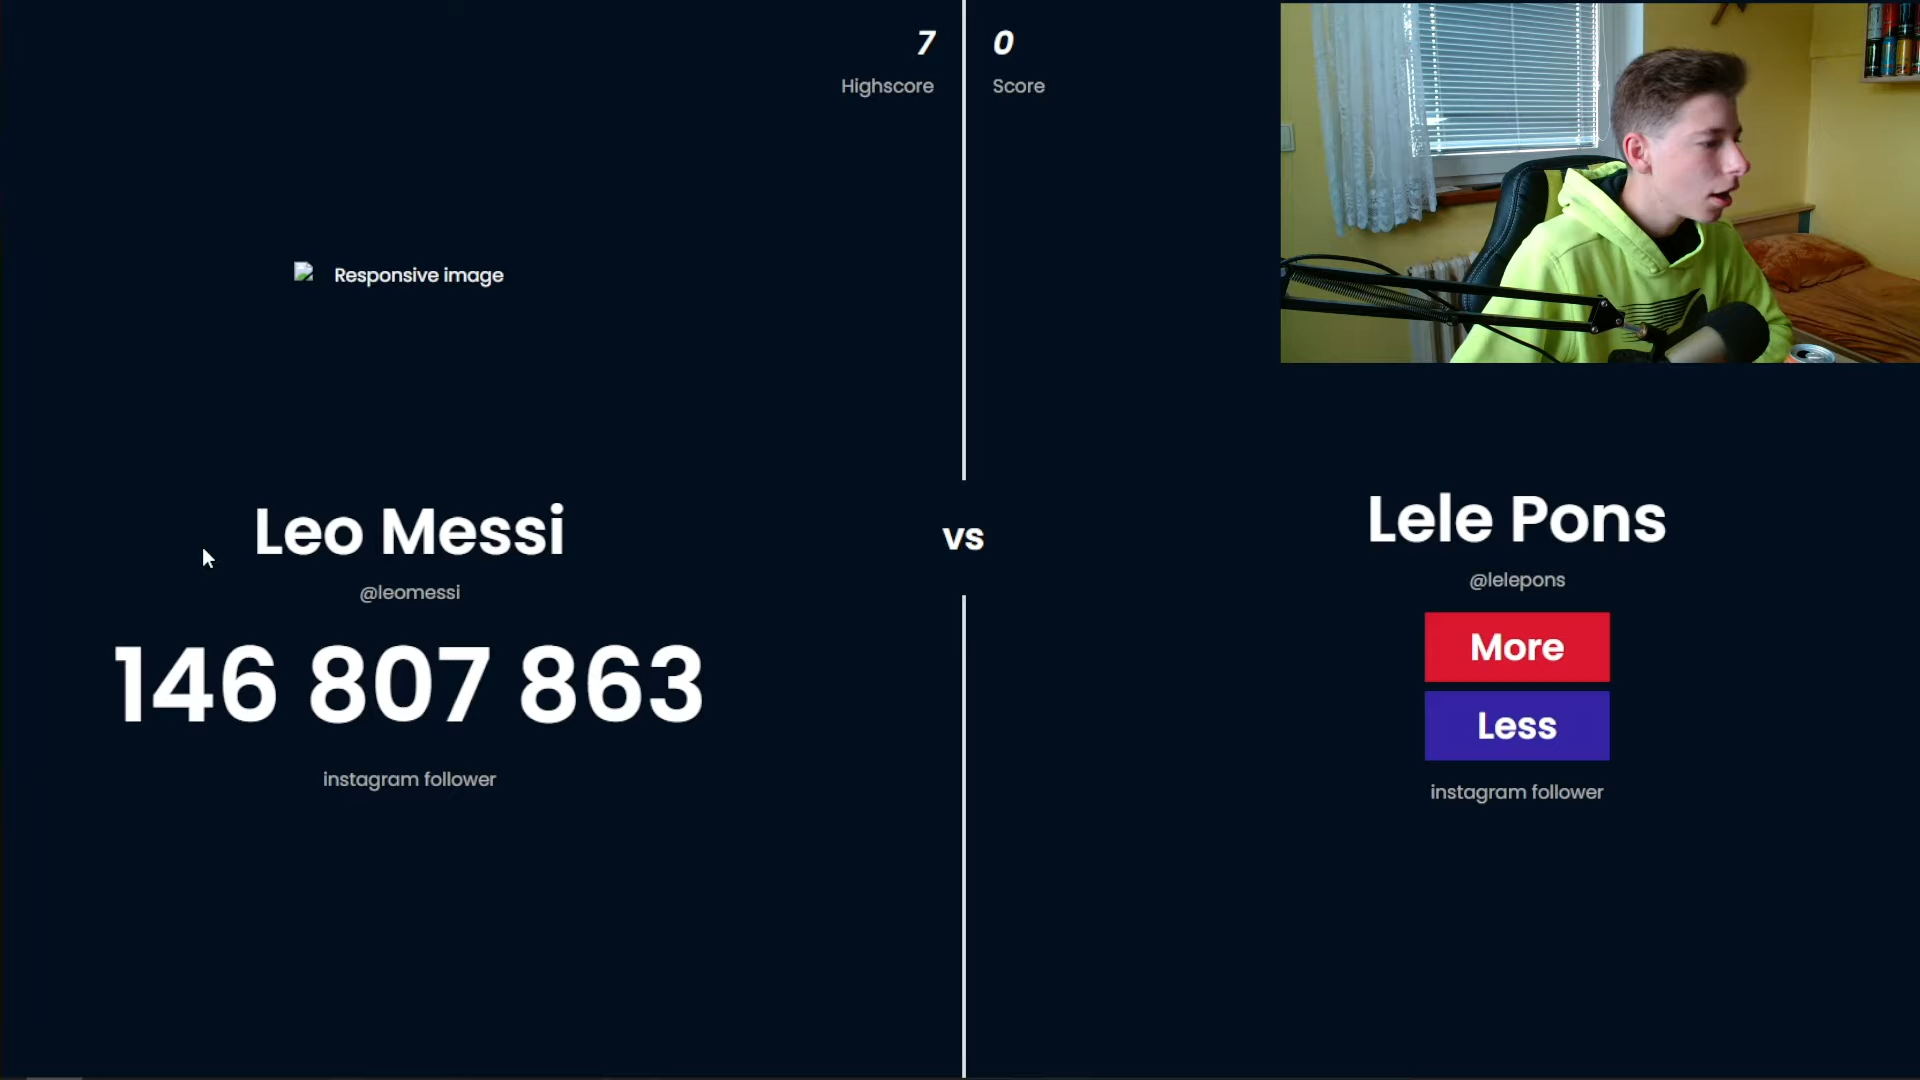 7
Highscore
0
Score
Responsive image
Leo Messi
@leomessi
146 807 863
instagram follower
vs
Lele Pons
@lelepons
More
Less
instagram follower